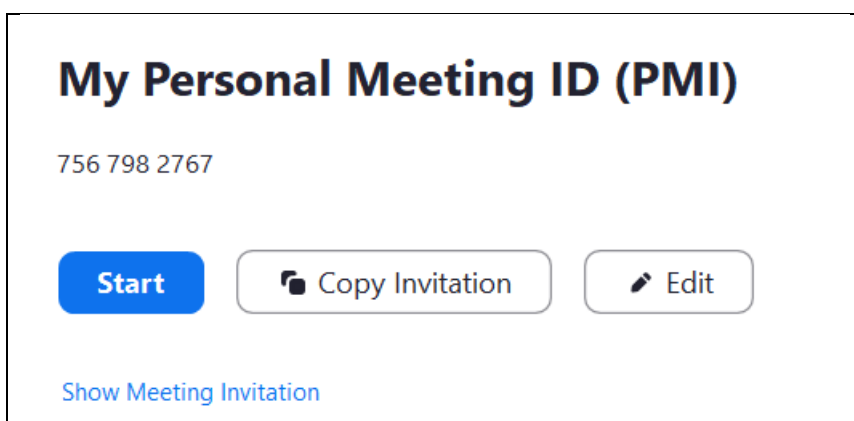 My Personal Meeting ID (PMI)
756 798 2767
Start Copy Invitation Edit
Show Meeting Invitation